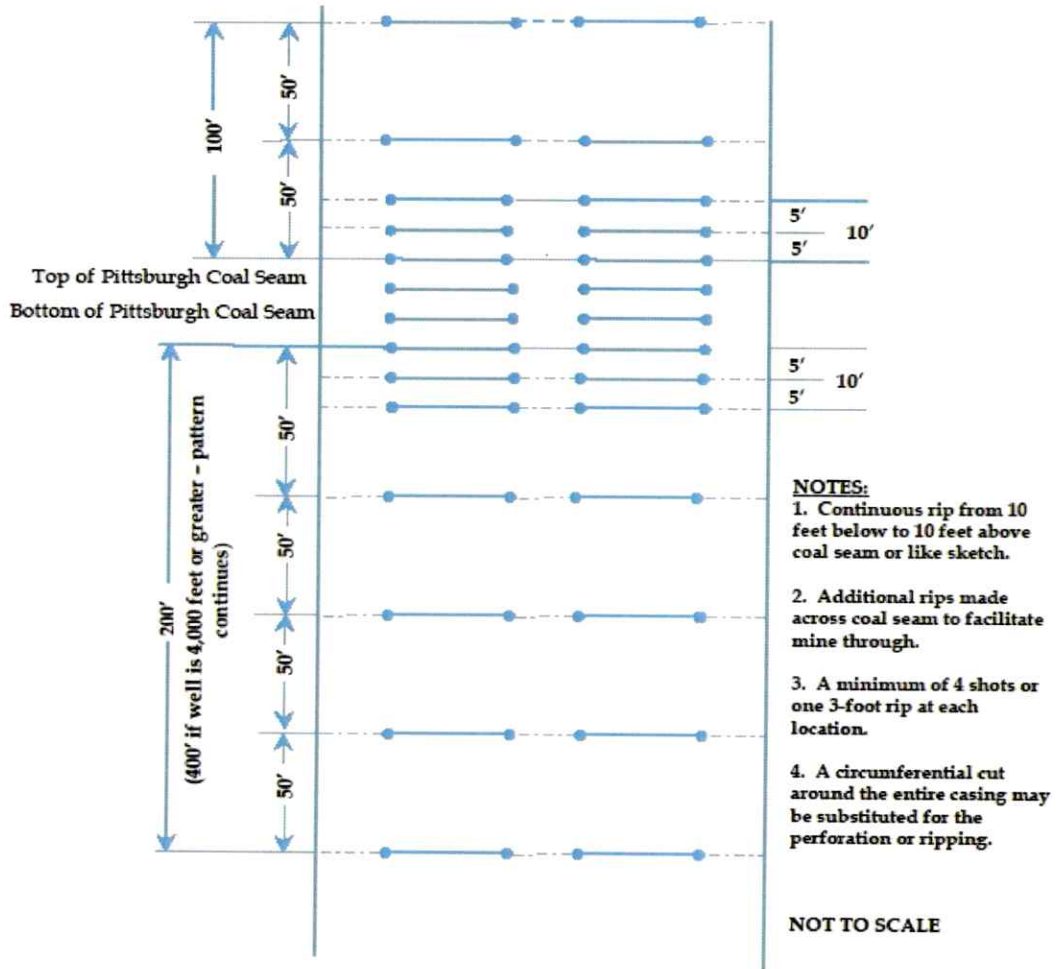 50'
100'
50'
5'
10'
5'
Top of Pittsburgh Coal Seam
Bottom of Pittsburgh Coal Seam
5'
10'
5'
50'
50'
50'
50'
200'
(400' if well is 4,000 feet or greater – pattern
continues)
NOTES:
1. Continuous rip from 10
feet below to 10 feet above
coal seam or like sketch.
2. Additional rips made
across coal seam to facilitate
mine through.
3. A minimum of 4 shots or
one 3-foot rip at each
location.
4. A circumferential cut
around the entire casing may
be substituted for the
perforation or ripping.
NOT TO SCALE